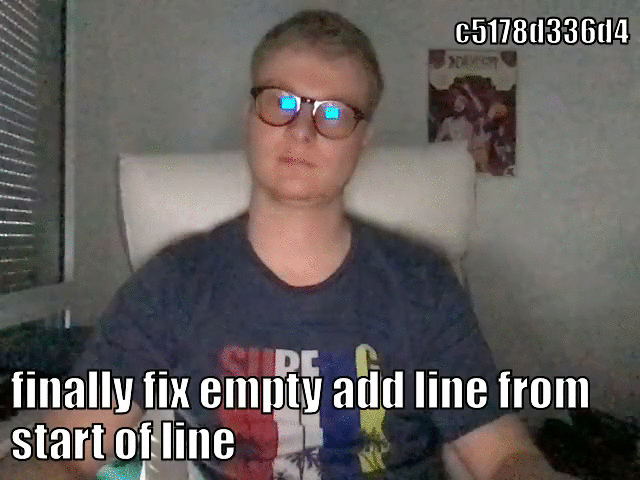 c5178d336d4
finally fix empty add line from
start of line